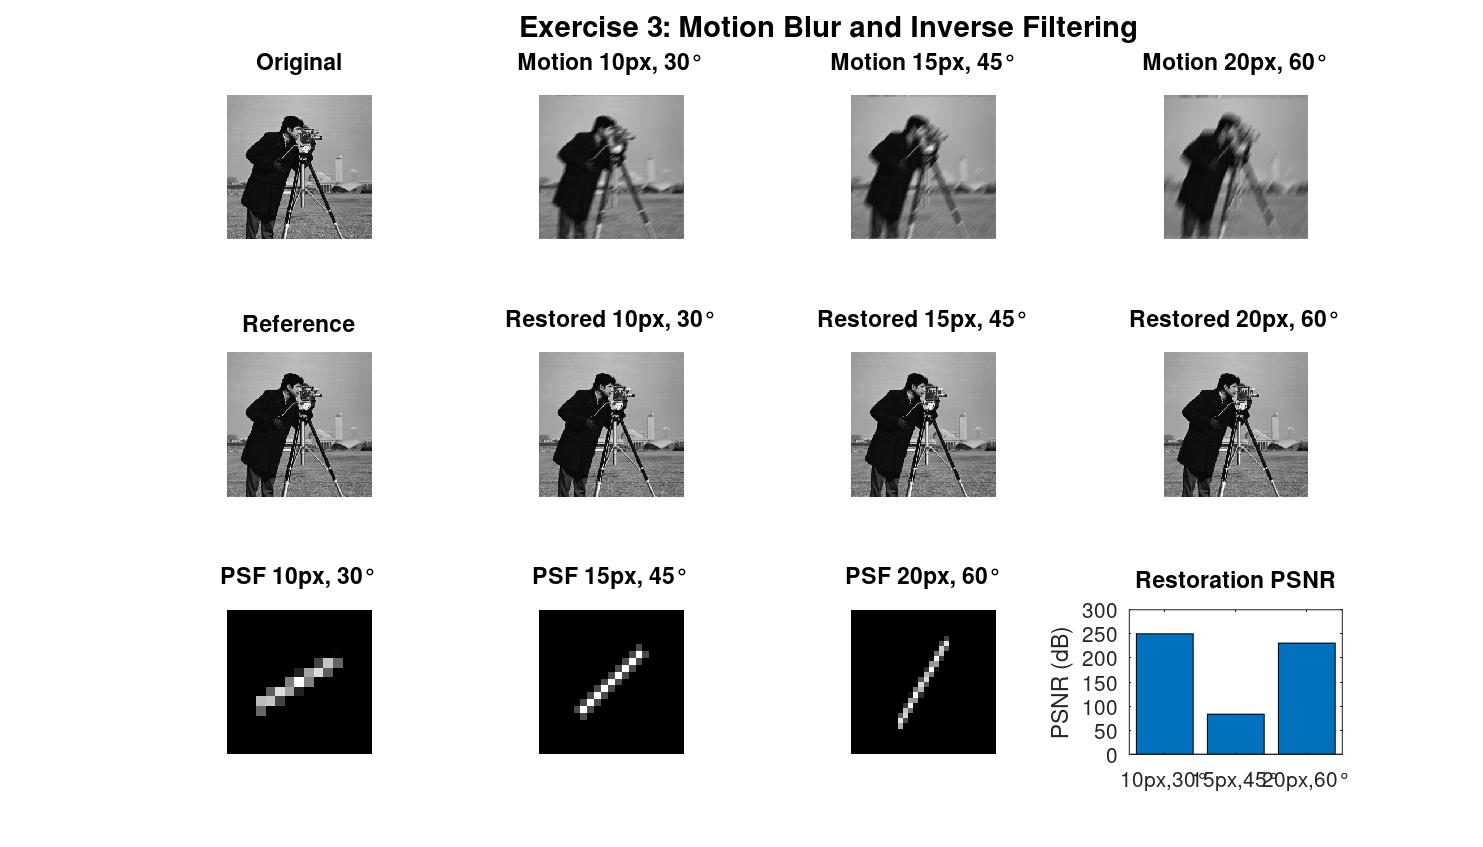 Exercise 3: Motion Blur and Inverse Filtering
Original
Motion 10px, 30°
Motion 15px, 45°
Motion 20px, 60°
Reference
Restored 10px, 30°
Restored 15px, 45°
Restored 20px, 60°
PSF 10px, 30°
PSF 15px, 45°
PSF 20px, 60°
Restoration PSNR
PSNR (dB)
300
250
200
150
100
50
0
10px,30°
15px,45°
20px,60°